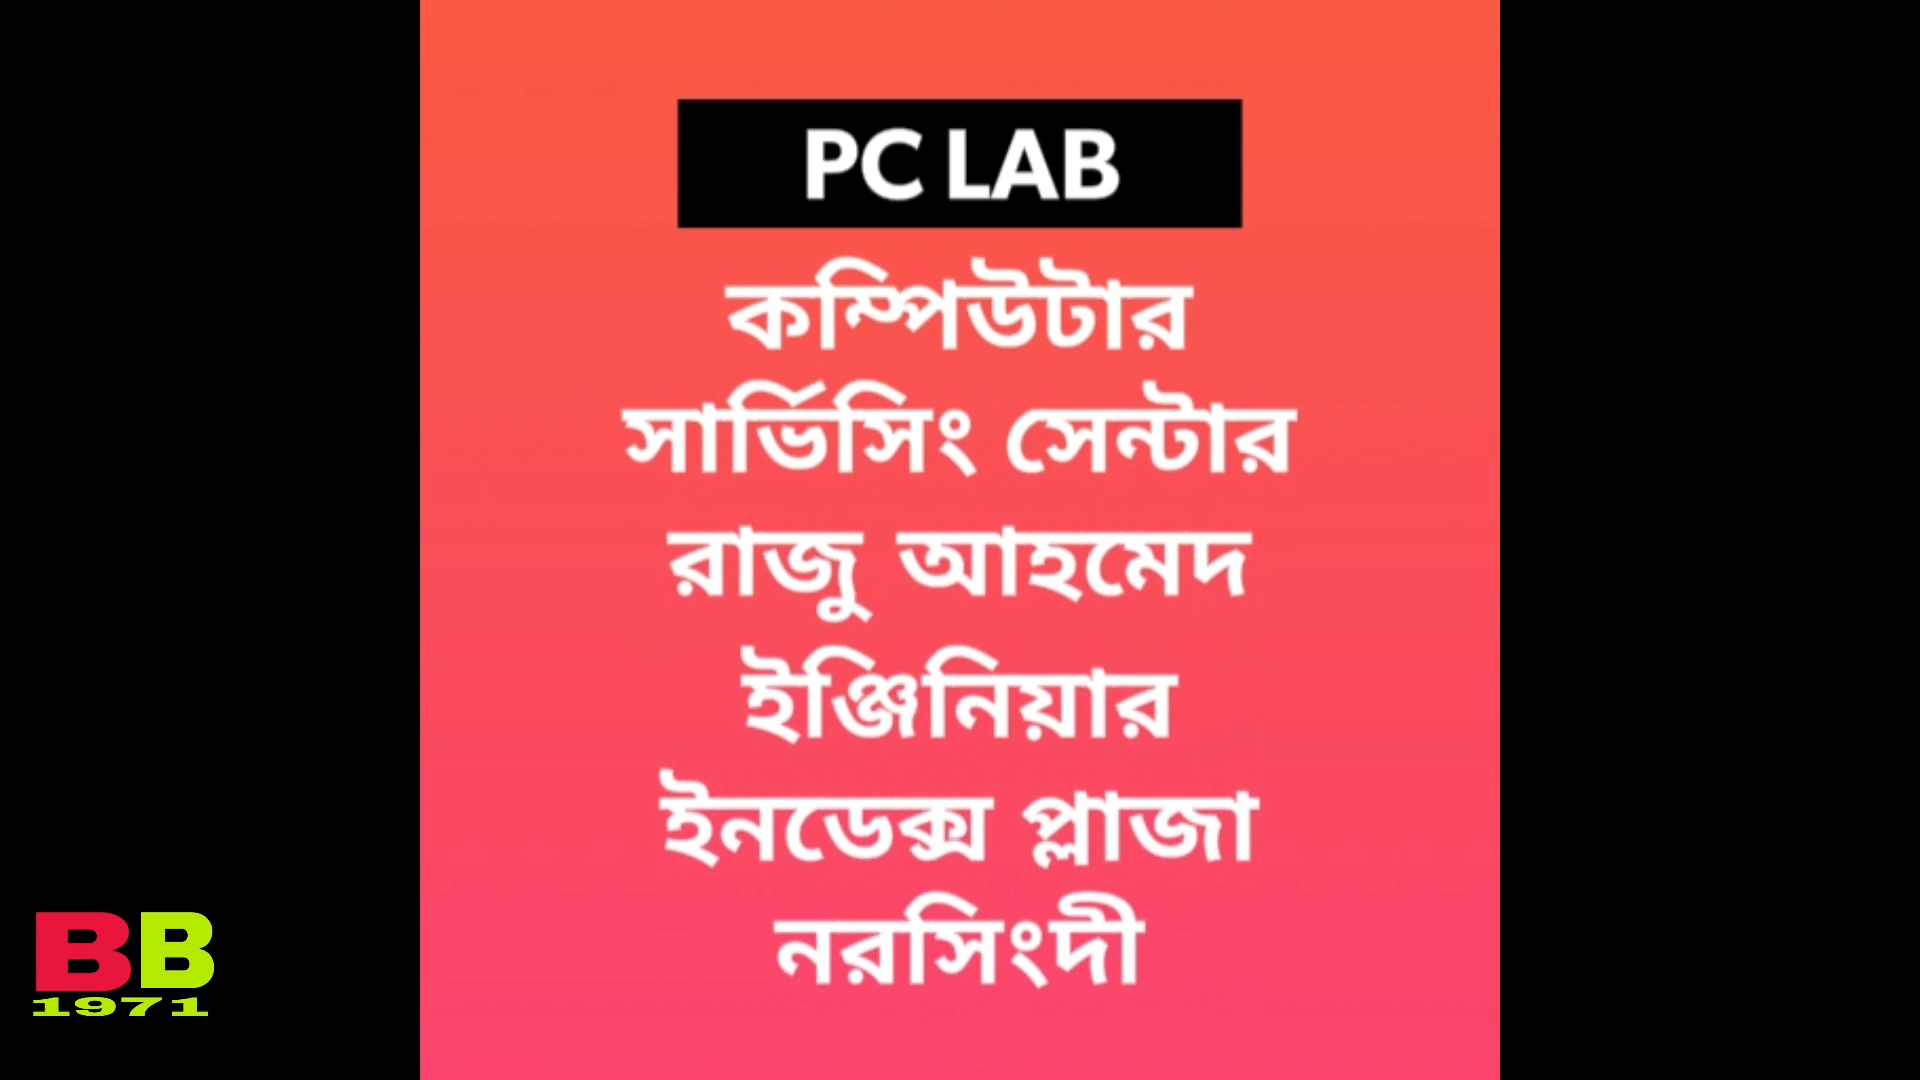 PC LAB
কম্পিউটার
সার্ভিসিং সেন্টার
রাজু আহমেদ
ইঞ্জিনিয়ার
ইনডেক্স প্লাজা
নরসিংদী
BB
1971